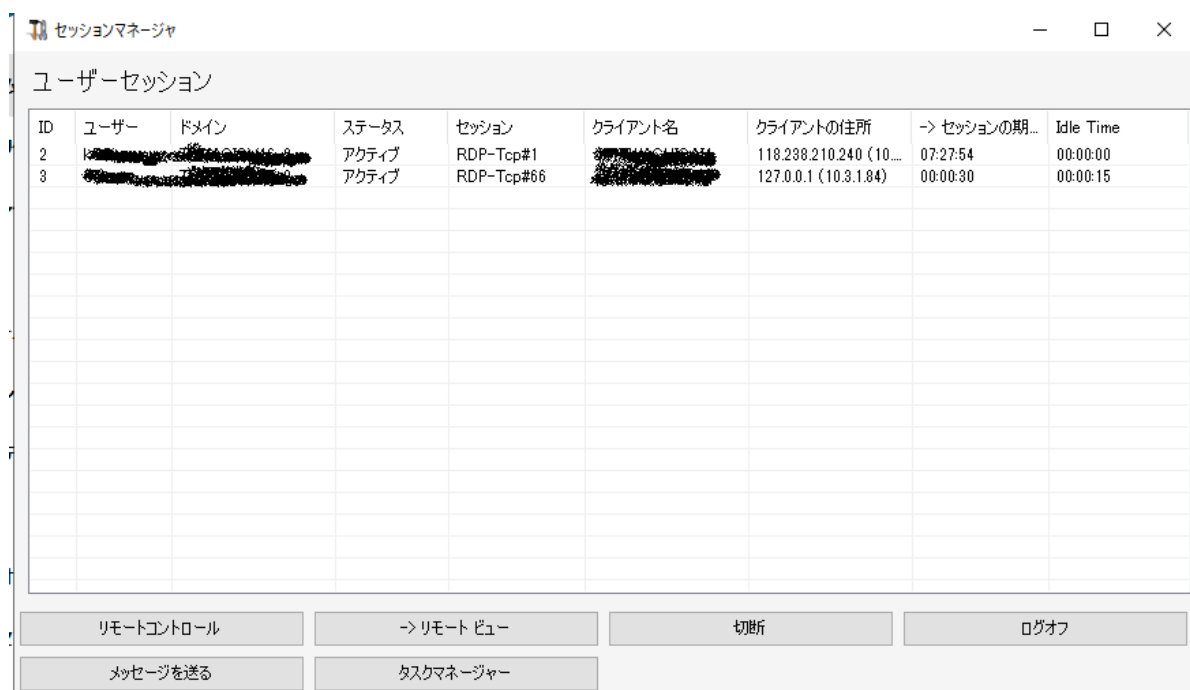 セッションマネージャ
ユーザーセッション
ID ユーザー ドメイン ステータス セッション クライアント名 クライアントの住所 -> セッションの期... Idle Time
2 アクティブ RDP-Tcp#1 118.238.210.240 (10.... 07:27:54 00:00:00
3 アクティブ RDP-Tcp#66 127.0.0.1 (10.3.1.84) 00:00:30 00:00:15
リモートコントロール -> リモート ビュー 切断 ログオフ
メッセージを送る タスクマネージャー